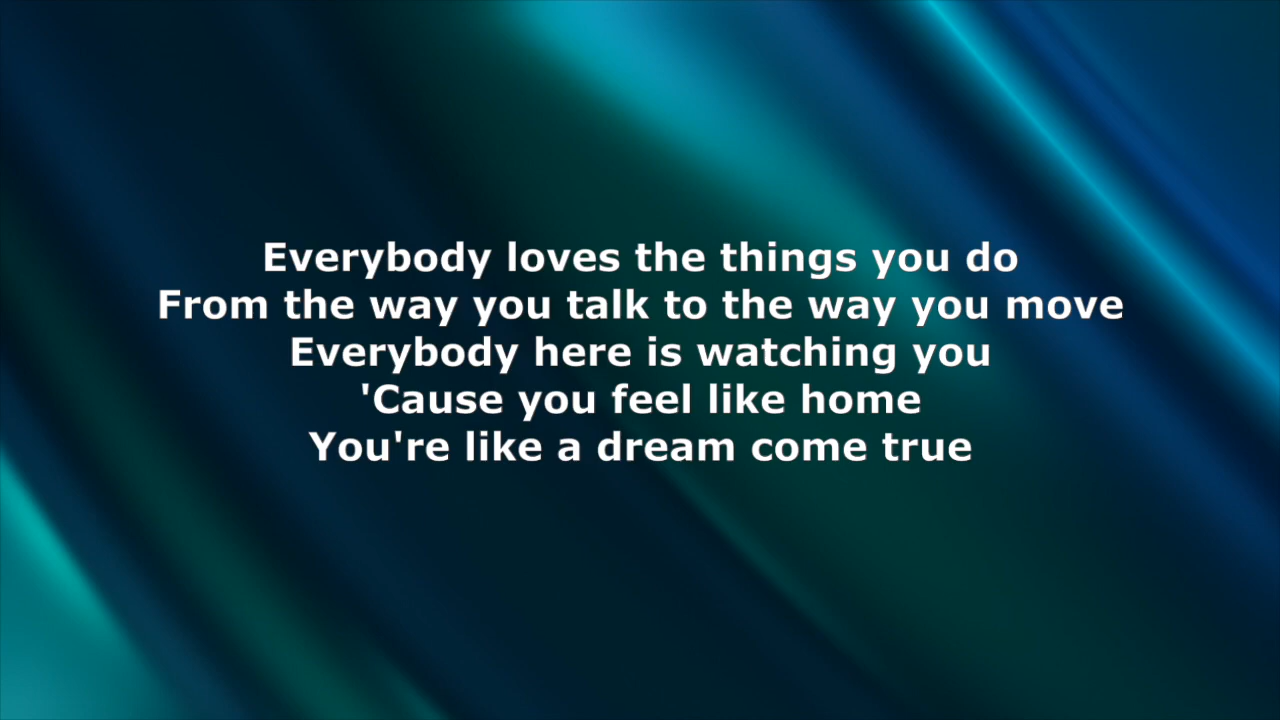 Everybody loves the things you do
From the way you talk to the way you move
Everybody here is watching you
'Cause you feel like home
You're like a dream come true